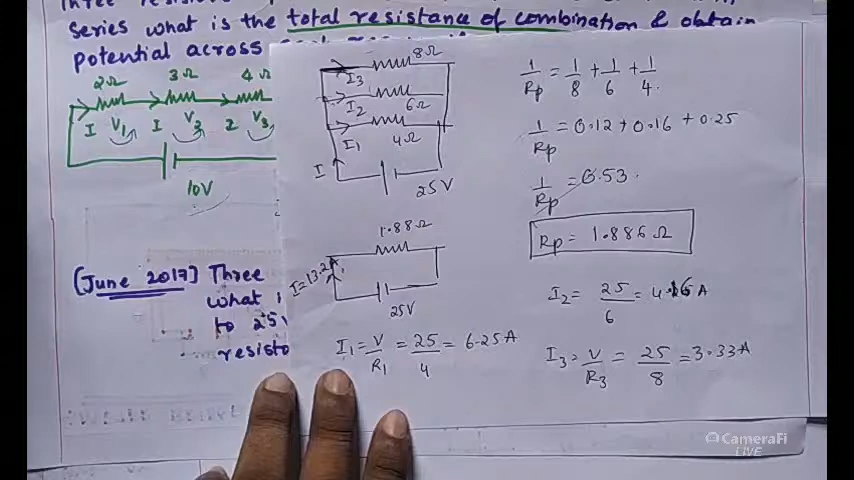 Three resistors
series what is the total resistance of combination & obtain
potential across
2Ω 3Ω 4Ω
I V₁ I V₂ I V₃
10V
(June 2017) Three
what i
to 25V
resisto
8Ω
I₃
6Ω
I₂
4Ω
I₁
I
25V
1.88Ω
I=13.2A
25V
I₁ = V/R₁ = 25/4 = 6.25A
1/Rp = 1/8 + 1/6 + 1/4.
1/Rp = 0.12 + 0.16 + 0.25
1/Rp = 0.53.
Rp = 1.886 Ω
I₂ = 25/6 = 4.16A
I₃ = V/R₃ = 25/8 = 3.33A
CameraFi
LIVE